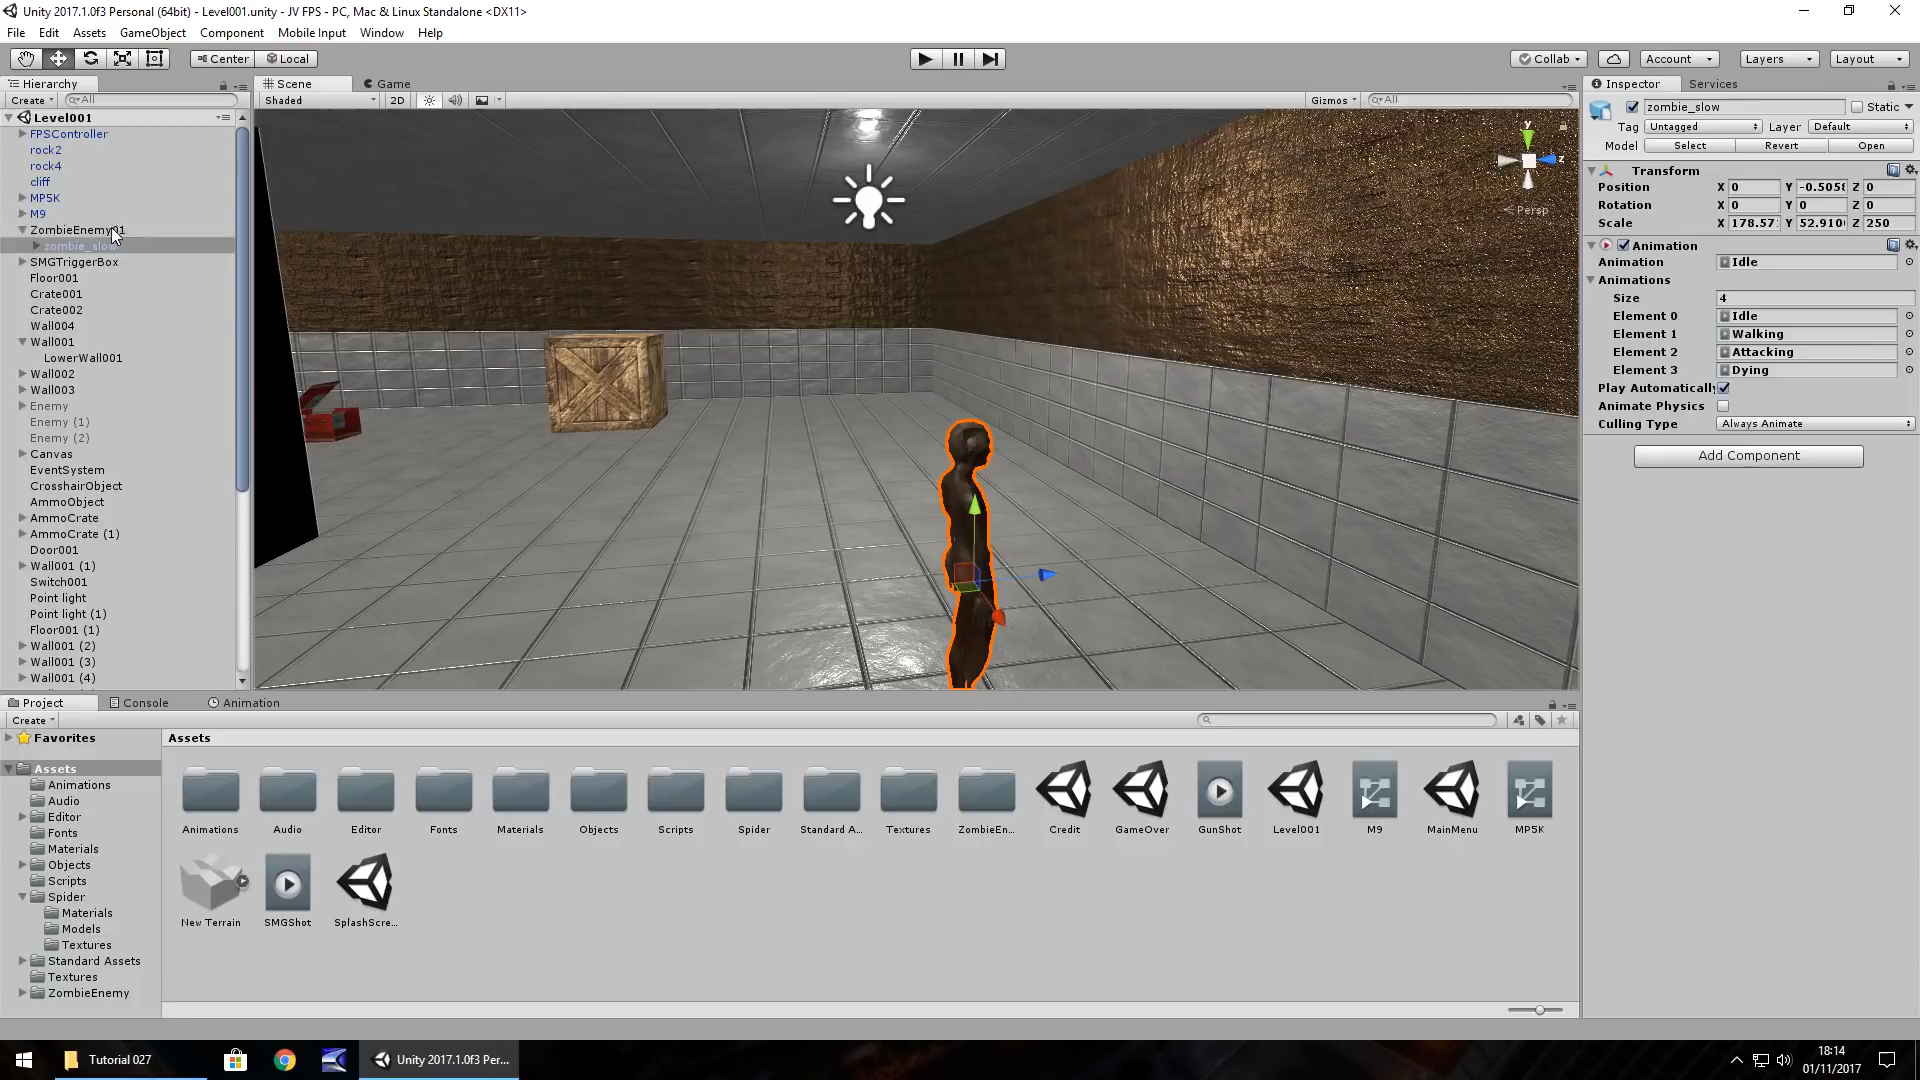 Unity 2017.1.0f3 Personal (64bit) - Level001.unity - JV FPS - PC, Mac & Linux Standalone <DX11>
File Edit Assets GameObject Component Mobile Input Window Help
Center Local Collab Account Layers Layout
Hierarchy
Create All
Level001
FPSController
rock2
rock4
cliff
MP5K
M9
ZombieEnemy01
zombie_slow
SMGTriggerBox
Floor001
Crate001
Crate002
Wall004
Wall001
LowerWall001
Wall002
Wall003
Enemy
Enemy (1)
Enemy (2)
Canvas
EventSystem
CrosshairObject
AmmoObject
AmmoCrate
AmmoCrate (1)
Door001
Wall001 (1)
Switch001
Point light
Point light (1)
Floor001 (1)
Wall001 (2)
Wall001 (3)
Wall001 (4)
Scene Game
Shaded 2D Gizmos All
y
z
Persp
Inspector Services
zombie_slow Static
Tag Untagged Layer Default
Model Select Revert Open
Transform
Position X 0 Y -0.505 Z 0
Rotation X 0 Y 0 Z 0
Scale X 178.57 Y 52.910 Z 250
Animation
Animation Idle
Animations
Size 4
Element 0 Idle
Element 1 Walking
Element 2 Attacking
Element 3 Dying
Play Automatically
Animate Physics
Culling Type Always Animate
Add Component
Project Console Animation
Create
Favorites
Assets
Animations
Audio
Editor
Fonts
Materials
Objects
Scripts
Spider
Materials
Models
Textures
Standard Assets
Textures
ZombieEnemy
Assets
Animations Audio Editor Fonts Materials Objects Scripts Spider Standard A... Textures ZombieEn... Credit GameOver GunShot Level001 M9 MainMenu MP5K
New Terrain SMGShot SplashScre...
Tutorial 027 Unity 2017.1.0f3 Per...
18:14
01/11/2017